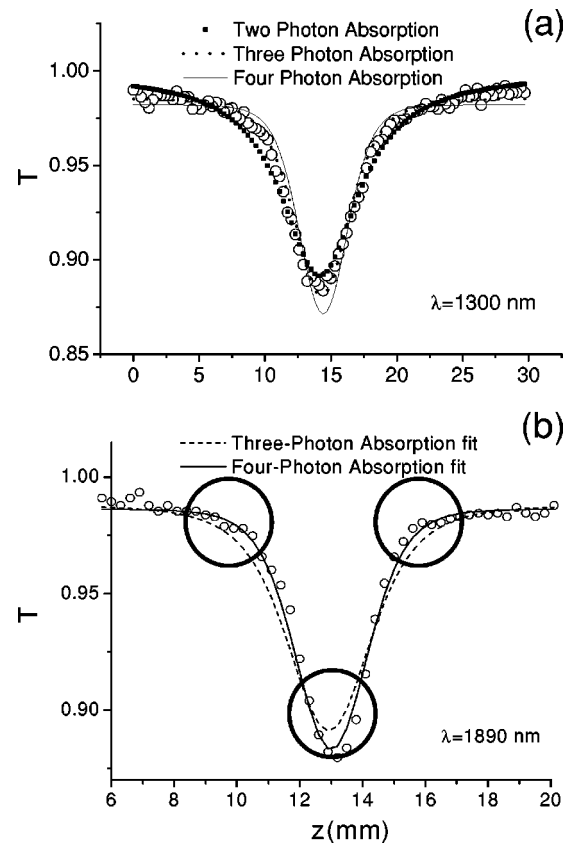 (a)
Two Photon Absorption
Three Photon Absorption
Four Photon Absorption
1.00
0.95
0.90
0.85
T
λ=1300 nm
0 5 10 15 20 25 30
(b)
Three-Photon Absorption fit
Four-Photon Absorption fit
1.00
0.95
0.90
T
λ=1890 nm
6 8 10 12 14 16 18 20
z(mm)